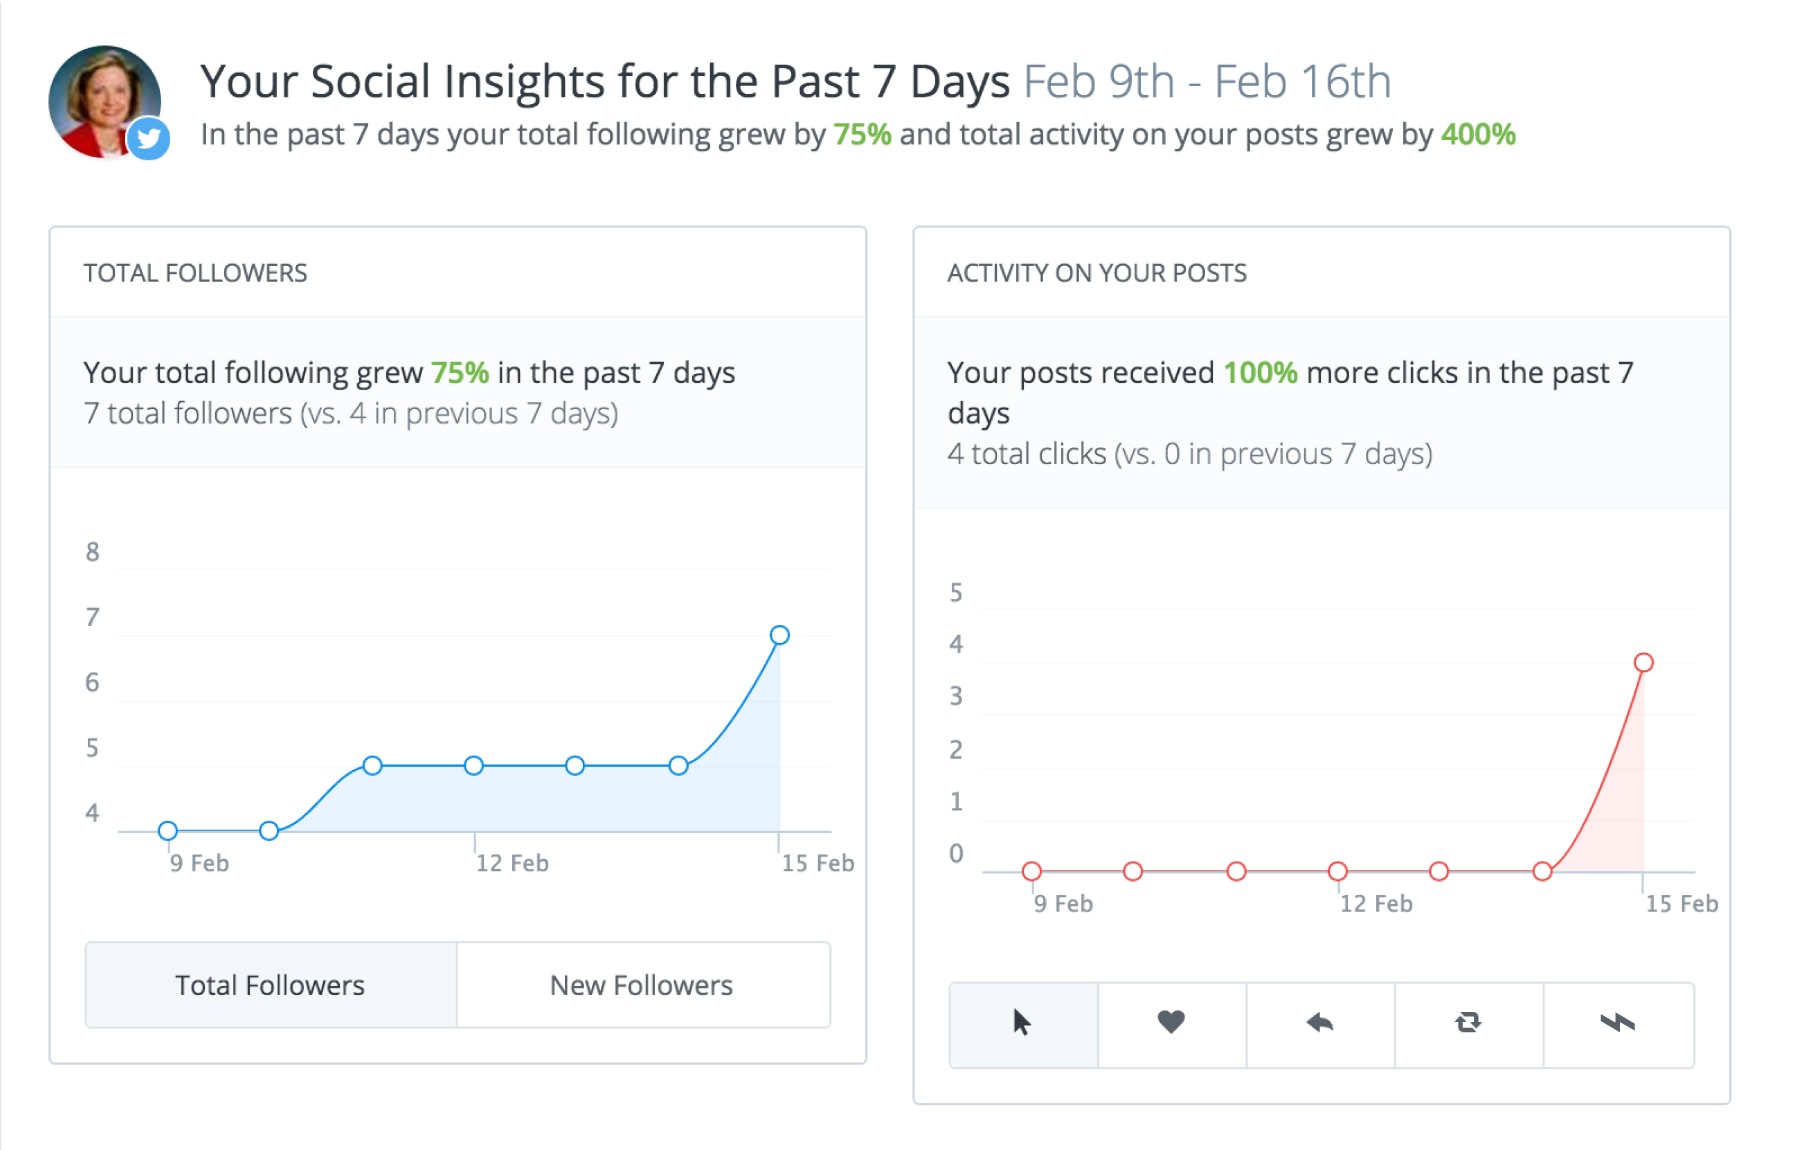 Your Social Insights for the Past 7 Days Feb 9th - Feb 16th
In the past 7 days your total following grew by 75% and total activity on your posts grew by 400%
TOTAL FOLLOWERS
Your total following grew 75% in the past 7 days
7 total followers (vs. 4 in previous 7 days)
8
7
6
5
4
9 Feb
12 Feb
15 Feb
Total Followers
New Followers
ACTIVITY ON YOUR POSTS
Your posts received 100% more clicks in the past 7
days
4 total clicks (vs. 0 in previous 7 days)
5
4
3
2
1
0
9 Feb
12 Feb
15 Feb